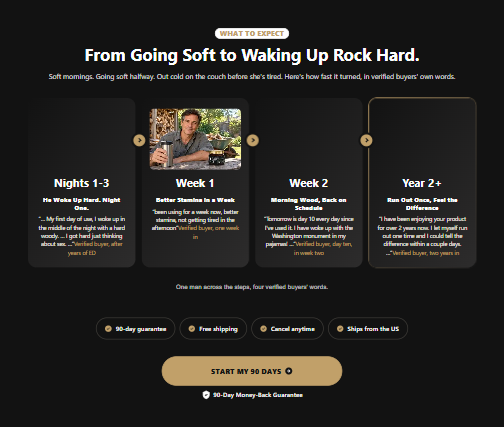 WHAT TO EXPECT
From Going Soft to Waking Up Rock Hard.
Soft mornings. Going soft halfway. Out cold on the couch before she's tired. Here's how fast it turned, in verified buyers' own words.
Nights 1-3
He Woke Up Hard. Night
One.
"... My first day of use, I woke up in
the middle of the night with a hard
woody. ... I got hard just thinking
about sex. ..."Verified buyer, after
years of ED
Week 1
Better Stamina in a Week
"been using for a week now, better
stamina, not getting tired in the
afternoon"Verified buyer, one week
in
Week 2
Morning Wood, Back on
Schedule
"Tomorrow is day 10 every day since
I've used it. I have woke up with the
Washington monument in my
pajamas! ..."Verified buyer, day ten,
in week two
Year 2+
Run Out Once, Feel the
Difference
"I have been enjoying your product
for over 2 years now. I let myself run
out one time and I could tell the
difference within a couple days.
..."Verified buyer, two years in
One man across the steps, four verified buyers' words.
90-day guarantee
Free shipping
Cancel anytime
Ships from the US
START MY 90 DAYS
90-Day Money-Back Guarantee